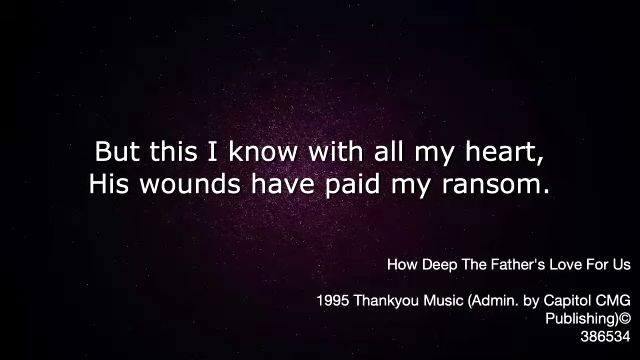 But this I know with all my heart,
His wounds have paid my ransom.
How Deep The Father's Love For Us
1995 Thankyou Music (Admin. by Capitol CMG
Publishing)©
386534